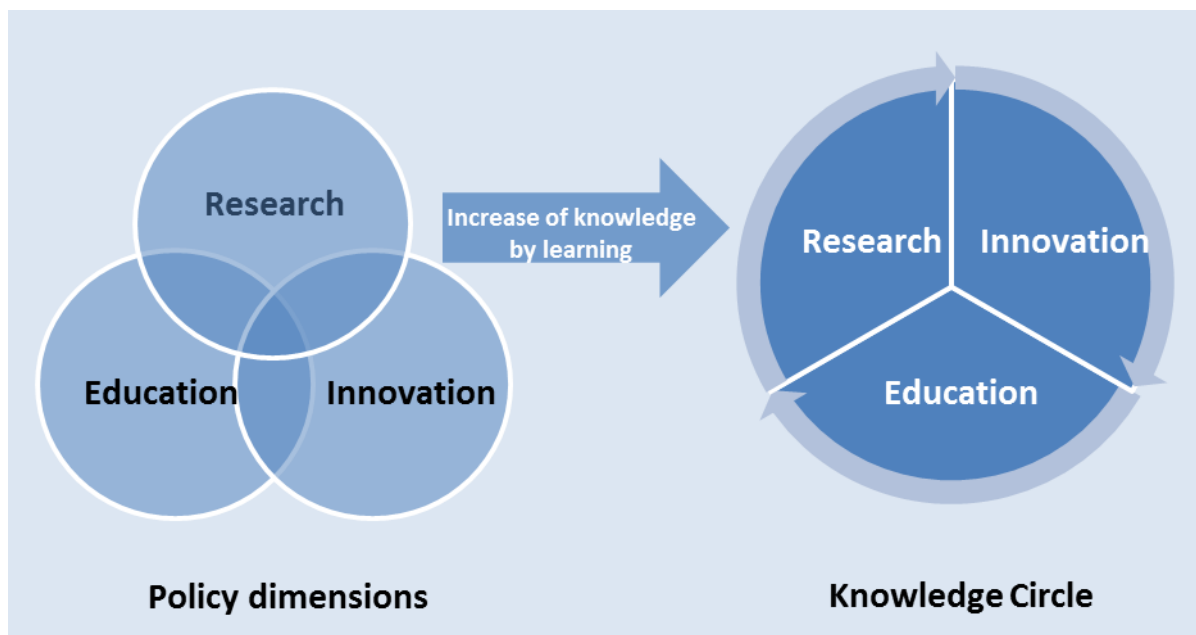 Research
Education
Innovation
Policy dimensions
Increase of knowledge
by learning
Research
Innovation
Education
Knowledge Circle